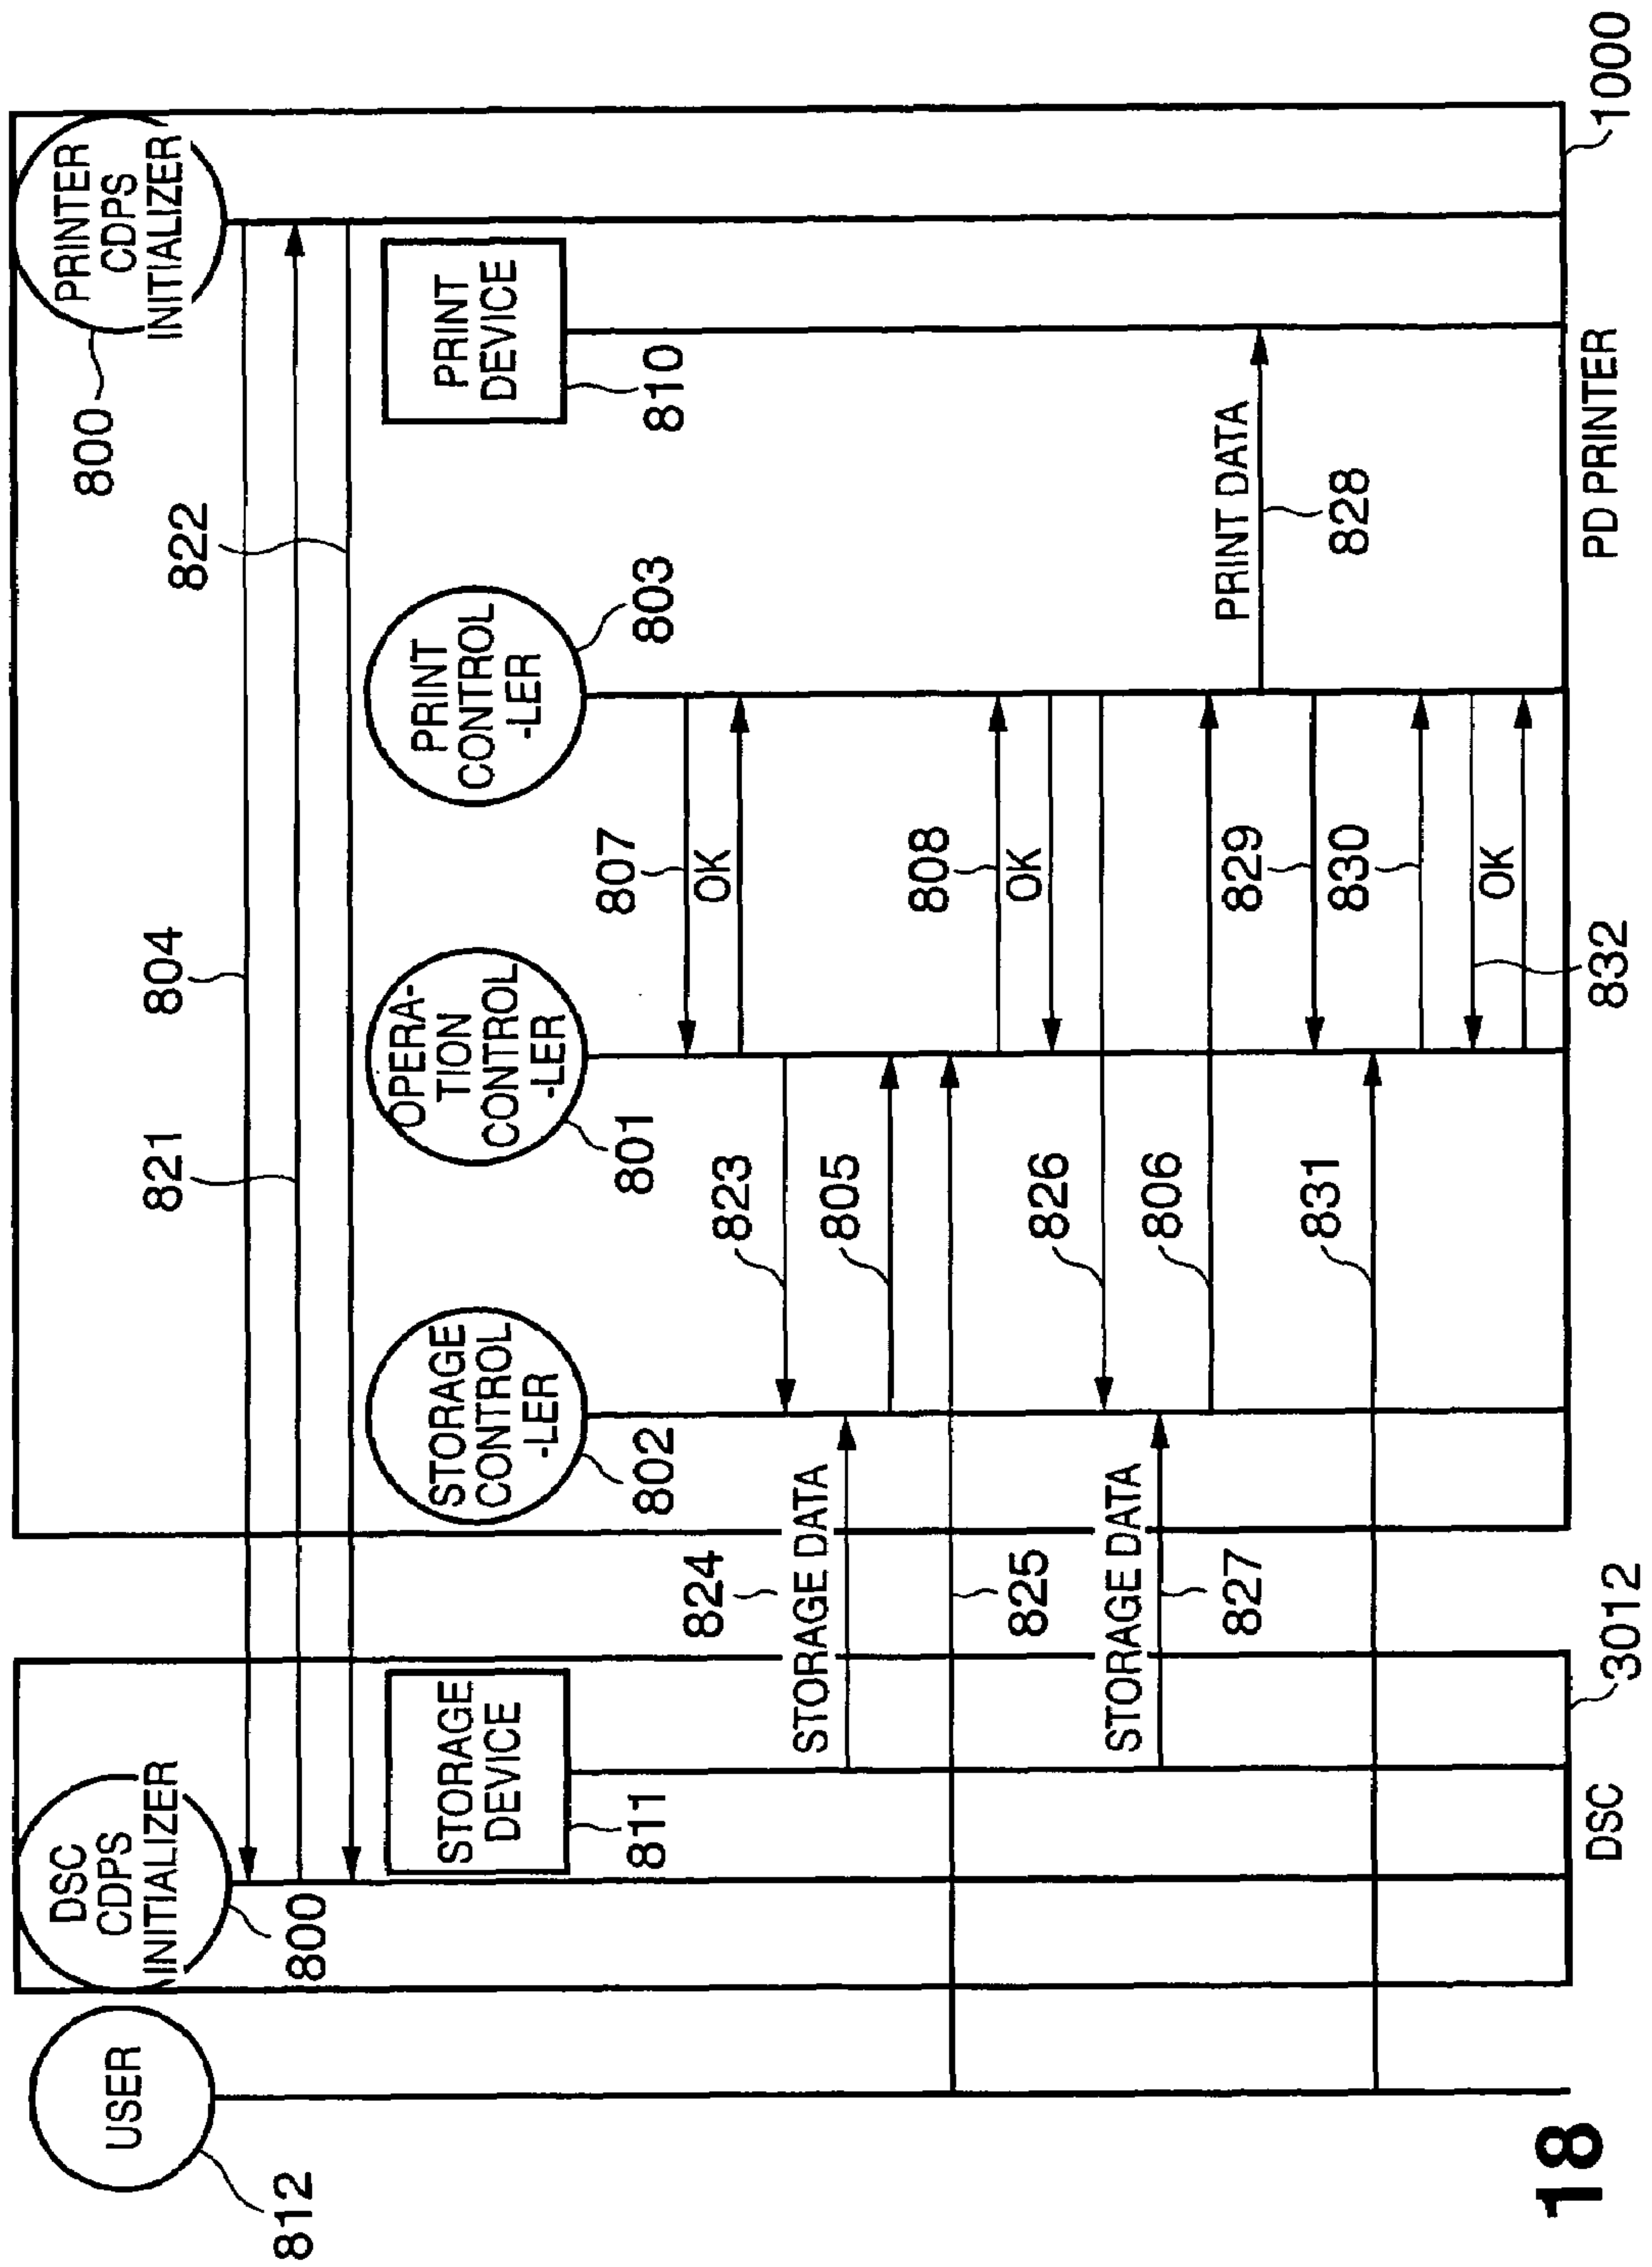 USER
812
DSC
CDPS
INITIALIZER
800
STORAGE
DEVICE
811
STORAGE
CONTROL
-LER
802
OPERA-
TION
CONTROL
-LER
801
PRINT
CONTROL
-LER
803
PRINT
DEVICE
810
PRINTER
CDPS
INITIALIZER
800
804
821
822
807
OK
823
824
STORAGE DATA
805
825
808
OK
826
827
STORAGE DATA
806
PRINT DATA
828
829
831
830
832
OK
DSC
3012
PD PRINTER
1000
18